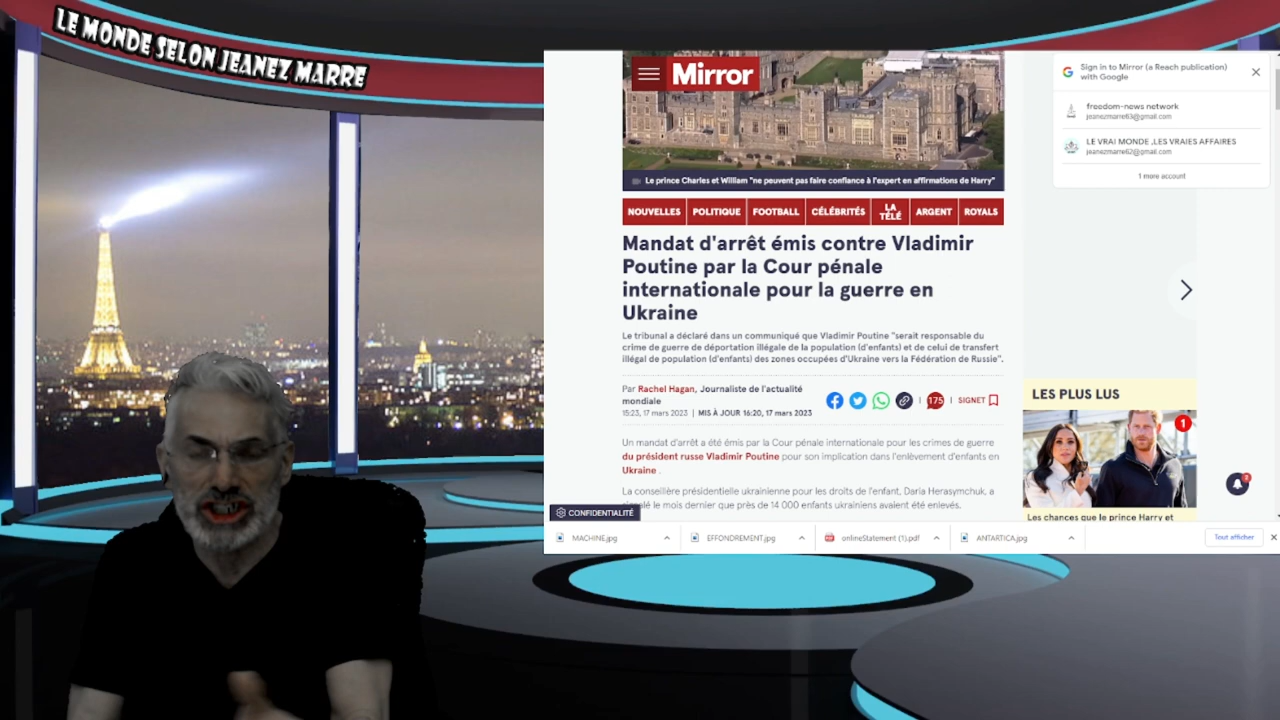 LE MONDE SELON JEANEZ MARRE
Mirror
Le prince Charles et William "ne peuvent pas faire confiance à l'expert en affirmations de Harry"
NOUVELLES
POLITIQUE
FOOTBALL
CÉLÉBRITÉS
LA
TÉLÉ
ARGENT
ROYALS
Mandat d'arrêt émis contre Vladimir
Poutine par la Cour pénale
internationale pour la guerre en
Ukraine
Le tribunal a déclaré dans un communiqué que Vladimir Poutine "serait responsable du
crime de guerre de déportation illégale de la population (d'enfants) et de celui de transfert
illégal de population (d'enfants) des zones occupées d'Ukraine vers la Fédération de Russie".
Par Rachel Hagan, Journaliste de l'actualité
mondiale
15:23, 17 mars 2023 | MIS À JOUR 16:20, 17 mars 2023
175
SIGNET
Un mandat d'arrêt a été émis par la Cour pénale internationale pour les crimes de guerre
du président russe Vladimir Poutine pour son implication dans l'enlèvement d'enfants en
Ukraine .
La conseillère présidentielle ukrainienne pour les droits de l'enfant, Daria Herasymchuk, a
le mois dernier que près de 14 000 enfants ukrainiens avaient été enlevés.
CONFIDENTIALITÉ
Sign in to Mirror (a Reach publication)
with Google
freedom-news network
jeanezmarre63@gmail.com
LE VRAI MONDE ,LES VRAIES AFFAIRES
jeanezmarre62@gmail.com
1 more account
LES PLUS LUS
1
Les chances que le prince Harry et
MACHINE.jpg
EFFONDREMENT.jpg
onlineStatement (1).pdf
ANTARTICA.jpg
Tout afficher